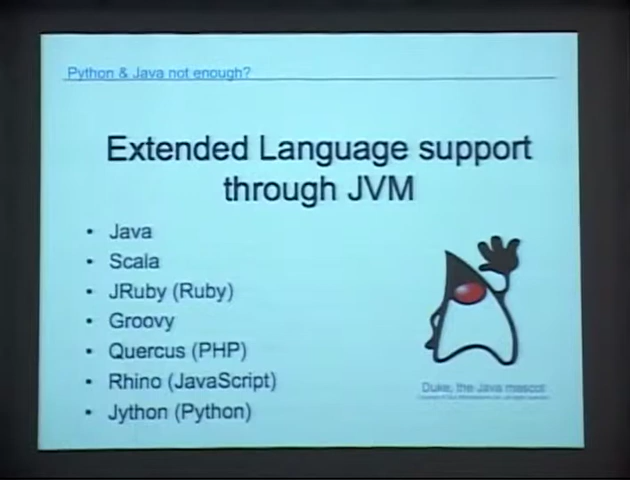 Python & Java not enough?
Extended Language support
through JVM
• Java
• Scala
• JRuby (Ruby)
• Groovy
• Quercus (PHP)
• Rhino (JavaScript)
• Jython (Python)
Duke, the Java mascot